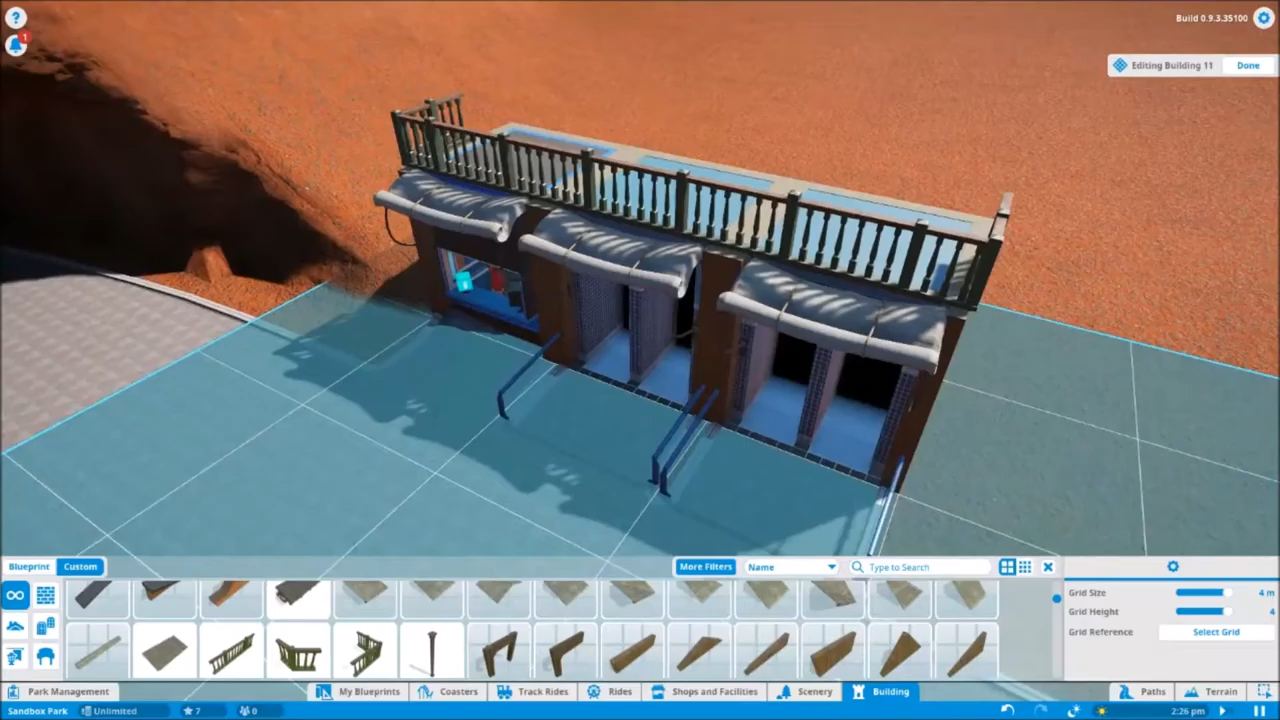 ?
Build 0.9.3.35100
1
Editing Building 11 Done
Blueprint Custom More Filters Name Type to Search
Grid Size 4 m
Grid Height 4
Grid Reference Select Grid
Park Management My Blueprints Coasters Track Rides Rides Shops and Facilities Scenery Building Paths Terrain
Sandbox Park Unlimited 7 0 2:26 pm